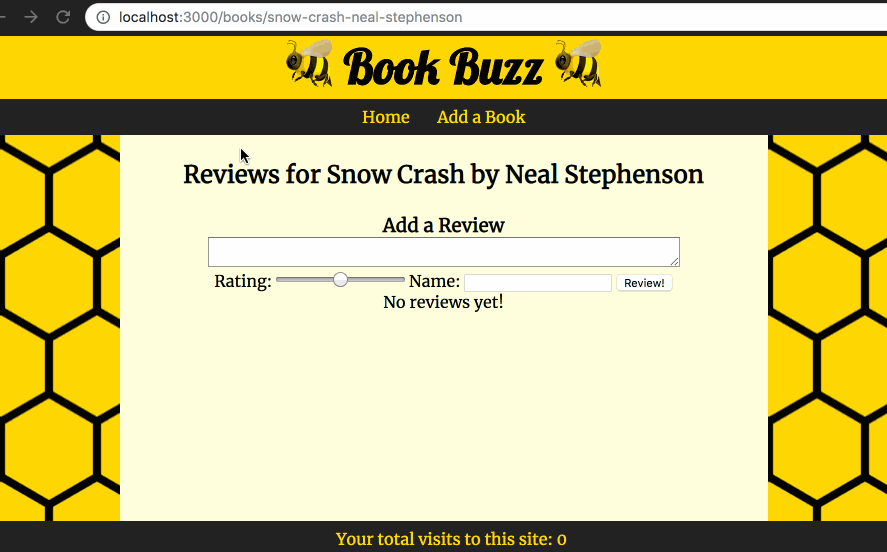 localhost:3000/books/snow-crash-neal-stephenson
Book Buzz
Home Add a Book
Reviews for Snow Crash by Neal Stephenson
Add a Review
Rating: Name: Review!
No reviews yet!
Your total visits to this site: 0